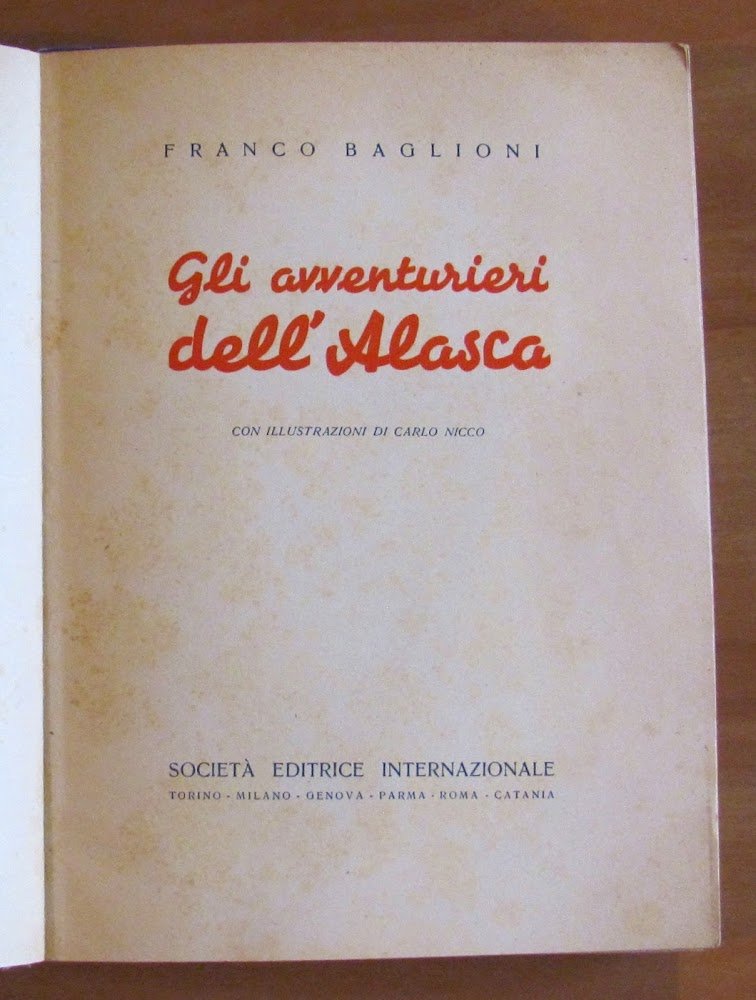 FRANCO BAGLIONI
Gli avventurieri
dell'Alasca
CON ILLUSTRAZIONI DI CARLO NICCO
SOCIETÀ EDITRICE INTERNAZIONALE
TORINO - MILANO - GENOVA - PARMA - ROMA - CATANIA